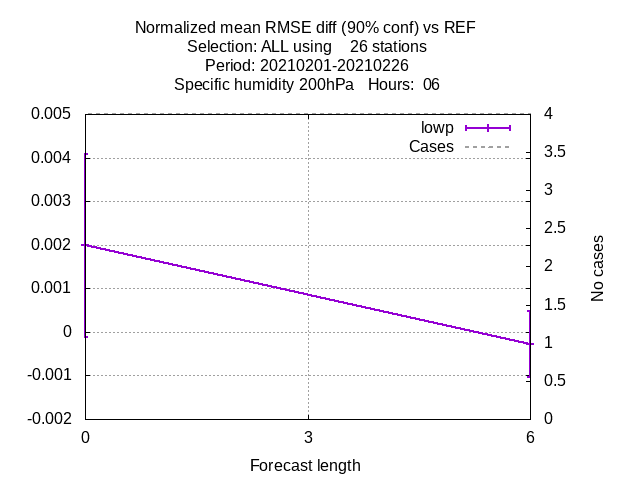 Normalized mean RMSE diff (90% conf) vs REF
Selection: ALL using    26 stations
Period: 20210201-20210226
Specific humidity 200hPa   Hours:  06
lowp
Cases
0.005
0.004
0.003
0.002
0.001
0
-0.001
-0.002
4
3.5
3
2.5
2
1.5
1
0.5
0
No cases
0
3
6
Forecast length